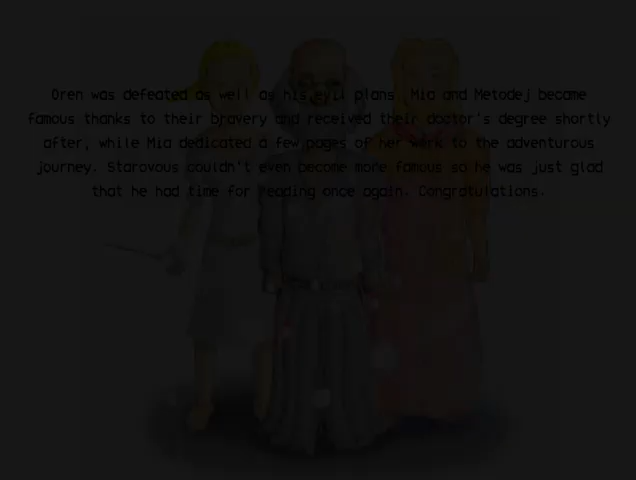 Oren was defeated as well as his evil plans. Mia and Metodej became
famous thanks to their bravery and received their doctor's degree shortly
after, while Mia dedicated a few pages of her work to the adventurous
journey. Starovous couldn't even become more famous so he was just glad
that he had time for reading once again. Congratulations.